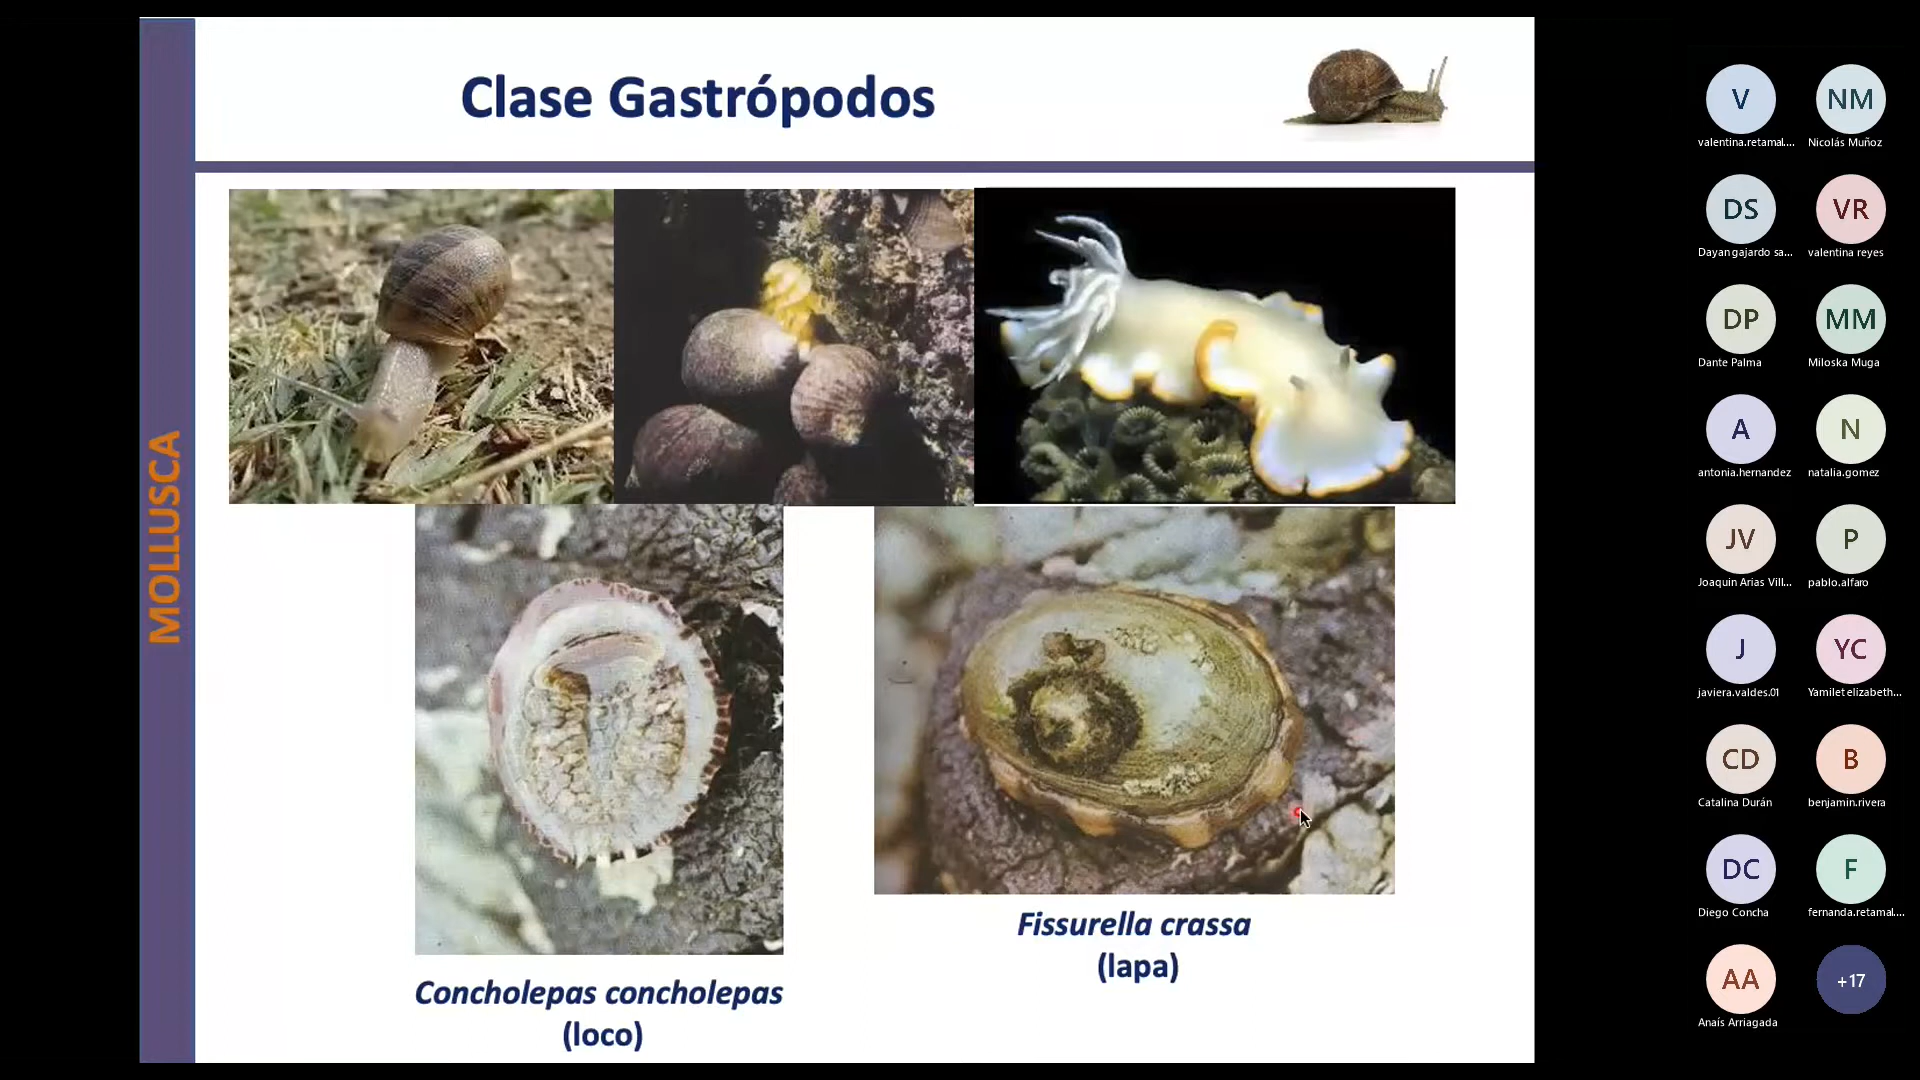 Clase Gastrópodos
MOLLUSCA
Concholepas concholepas
(loco)
Fissurella crassa
(lapa)
V
valentina.retamal....
NM
Nicolás Muñoz
DS
Dayan gajardo sa...
VR
valentina reyes
DP
Dante Palma
MM
Miloska Muga
A
antonia.hernandez
N
natalia.gomez
JV
Joaquin Arias Vill...
P
pablo.alfaro
J
javiera.valdes.01
YC
Yamilet elizabeth...
CD
Catalina Durán
B
benjamin.rivera
DC
Diego Concha
F
fernanda.retamal....
AA
Anaís Arriagada
+17